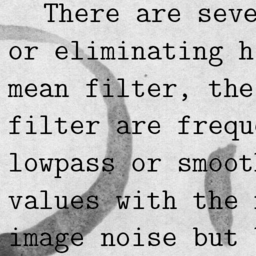 There are seve
or eliminating h
mean filter, the
filter are frequ
lowpass or smoot
values with the
image noise but